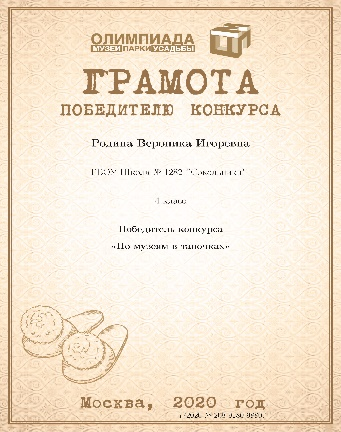 ОЛИМПИАДА
МУЗЕИ ПАРКИ УСАДЬБЫ
ГРАМОТА
ПОБЕДИТЕЛЮ КОНКУРСА
Родина Вероника Игоревна
ГБОУ Школа № 1282 "Сокольники"
4 класс
Победитель конкурса
«По музеям в тапочках»
Москва, 2020 год